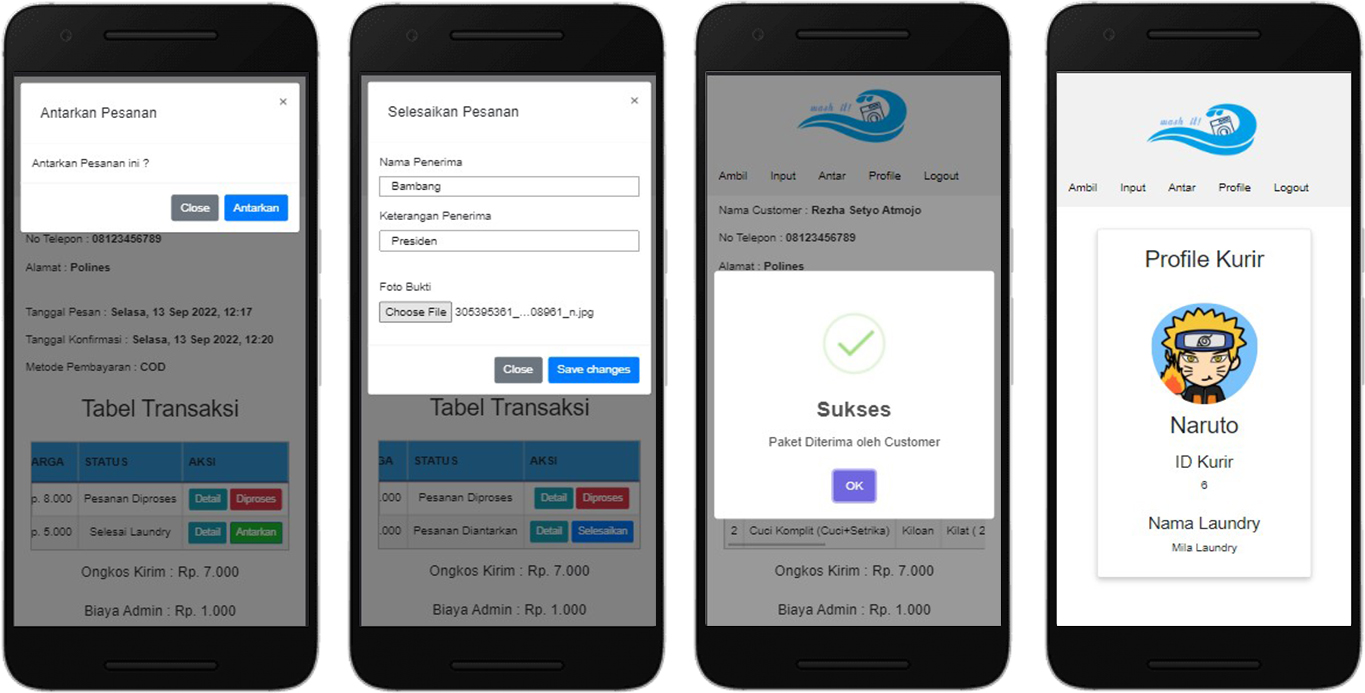 Antarkan Pesanan
×
Antarkan Pesanan ini ?
Close
Antarkan
No Telepon : 08123456789
Alamat : Polines
Tanggal Pesan : Selasa, 13 Sep 2022, 12:17
Tanggal Konfirmasi : Selasa, 13 Sep 2022, 12:20
Metode Pembayaran : COD
Tabel Transaksi
ARGA STATUS AKSI
p. 8.000 Pesanan Diproses Detail Diproses
p. 5.000 Selesai Laundry Detail Antarkan
Ongkos Kirim : Rp. 7.000
Biaya Admin : Rp. 1.000
Selesaikan Pesanan
×
Nama Penerima
Bambang
Keterangan Penerima
Presiden
Foto Bukti
Choose File 305395361_...08961_n.jpg
Close
Save changes
Tabel Transaksi
GA STATUS AKSI
.000 Pesanan Diproses Detail Diproses
.000 Pesanan Diantarkan Detail Selesaikan
Ongkos Kirim : Rp. 7.000
Biaya Admin : Rp. 1.000
wash it!
Ambil Input Antar Profile Logout
Nama Customer : Rezha Setyo Atmojo
No Telepon : 08123456789
Alamat : Polines
Sukses
Paket Diterima oleh Customer
OK
2 Cuci Komplit (Cuci+Setrika) Kiloan Kilat ( 2
Ongkos Kirim : Rp. 7.000
Biaya Admin : Rp. 1.000
wash it!
Ambil Input Antar Profile Logout
Profile Kurir
Naruto
ID Kurir
6
Nama Laundry
Mila Laundry